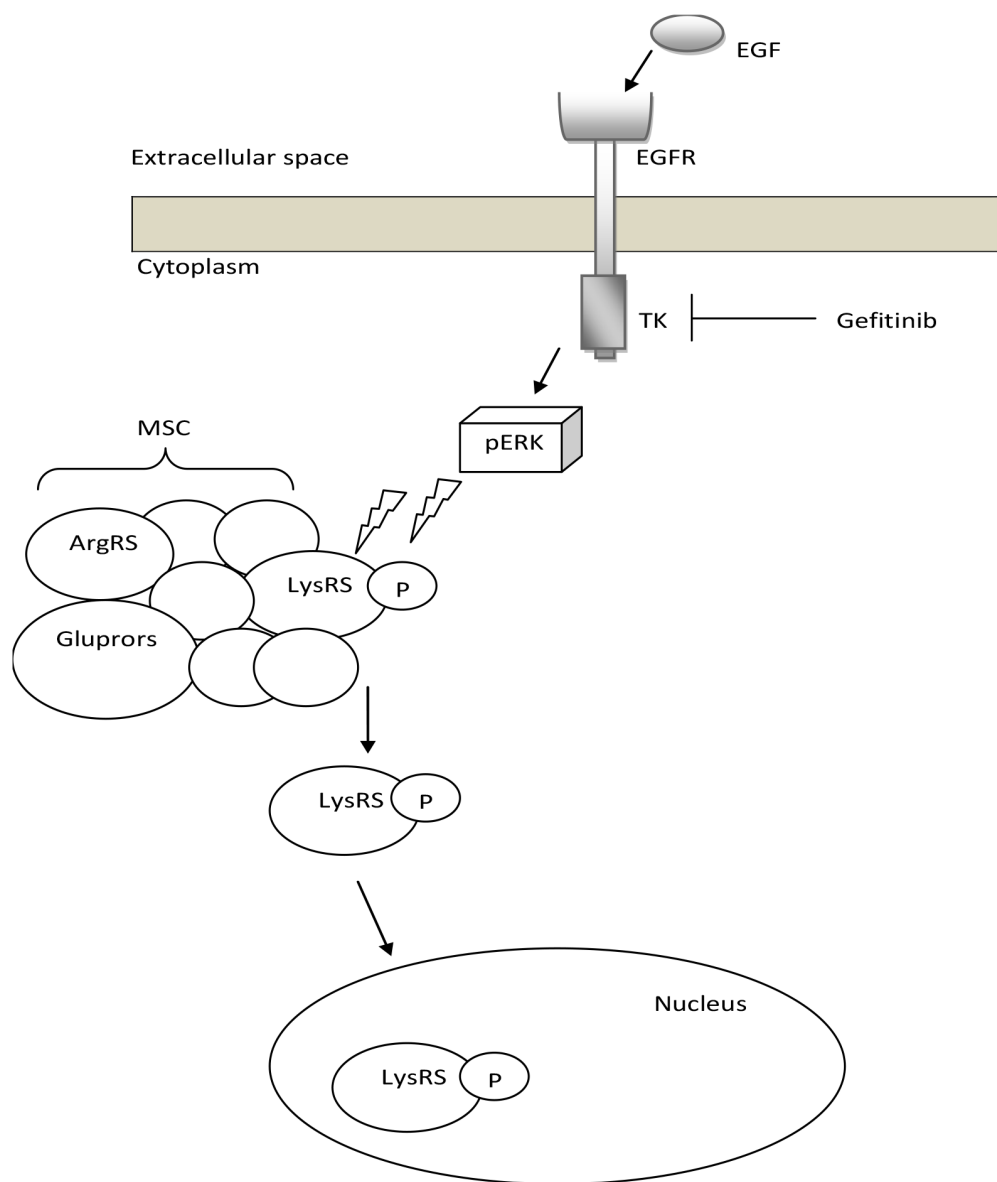 EGF
Extracellular space
EGFR
Cytoplasm
TK
Gefitinib
MSC
pERK
ArgRS
LysRS
P
Gluprors
LysRS
P
Nucleus
LysRS
P